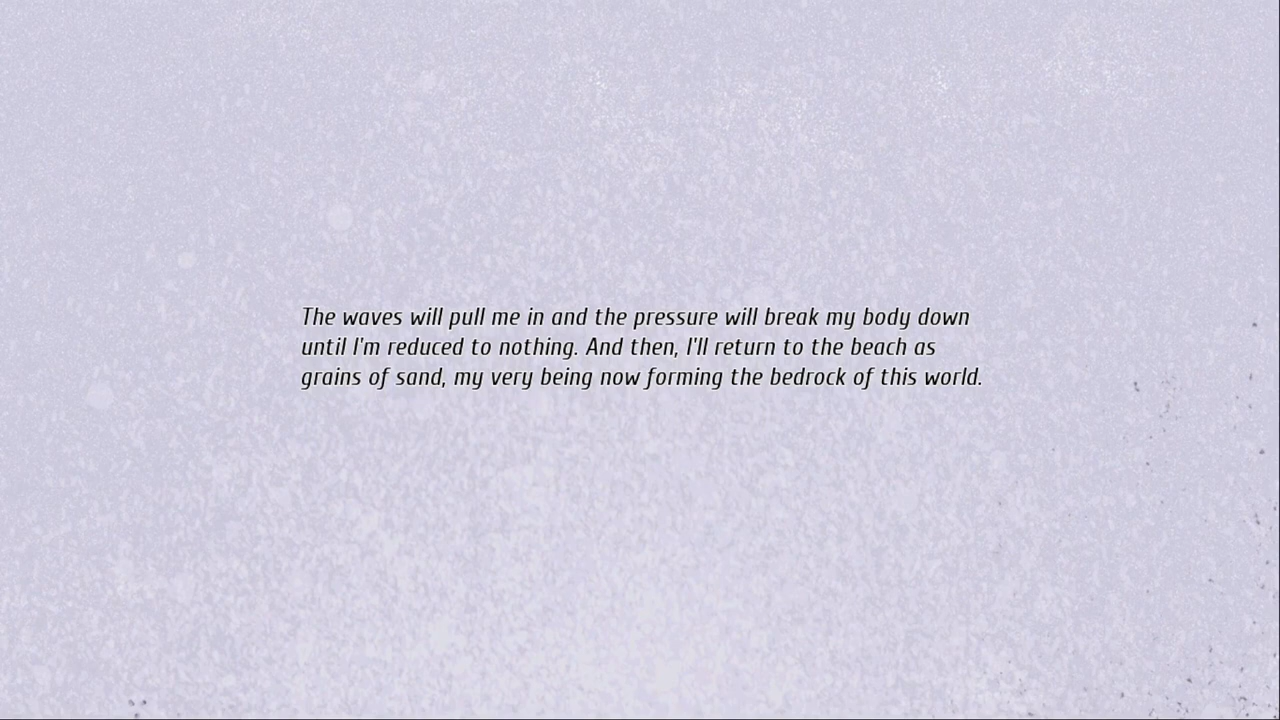 The waves will pull me in and the pressure will break my body down
until I'm reduced to nothing. And then, I'll return to the beach as
grains of sand, my very being now forming the bedrock of this world.